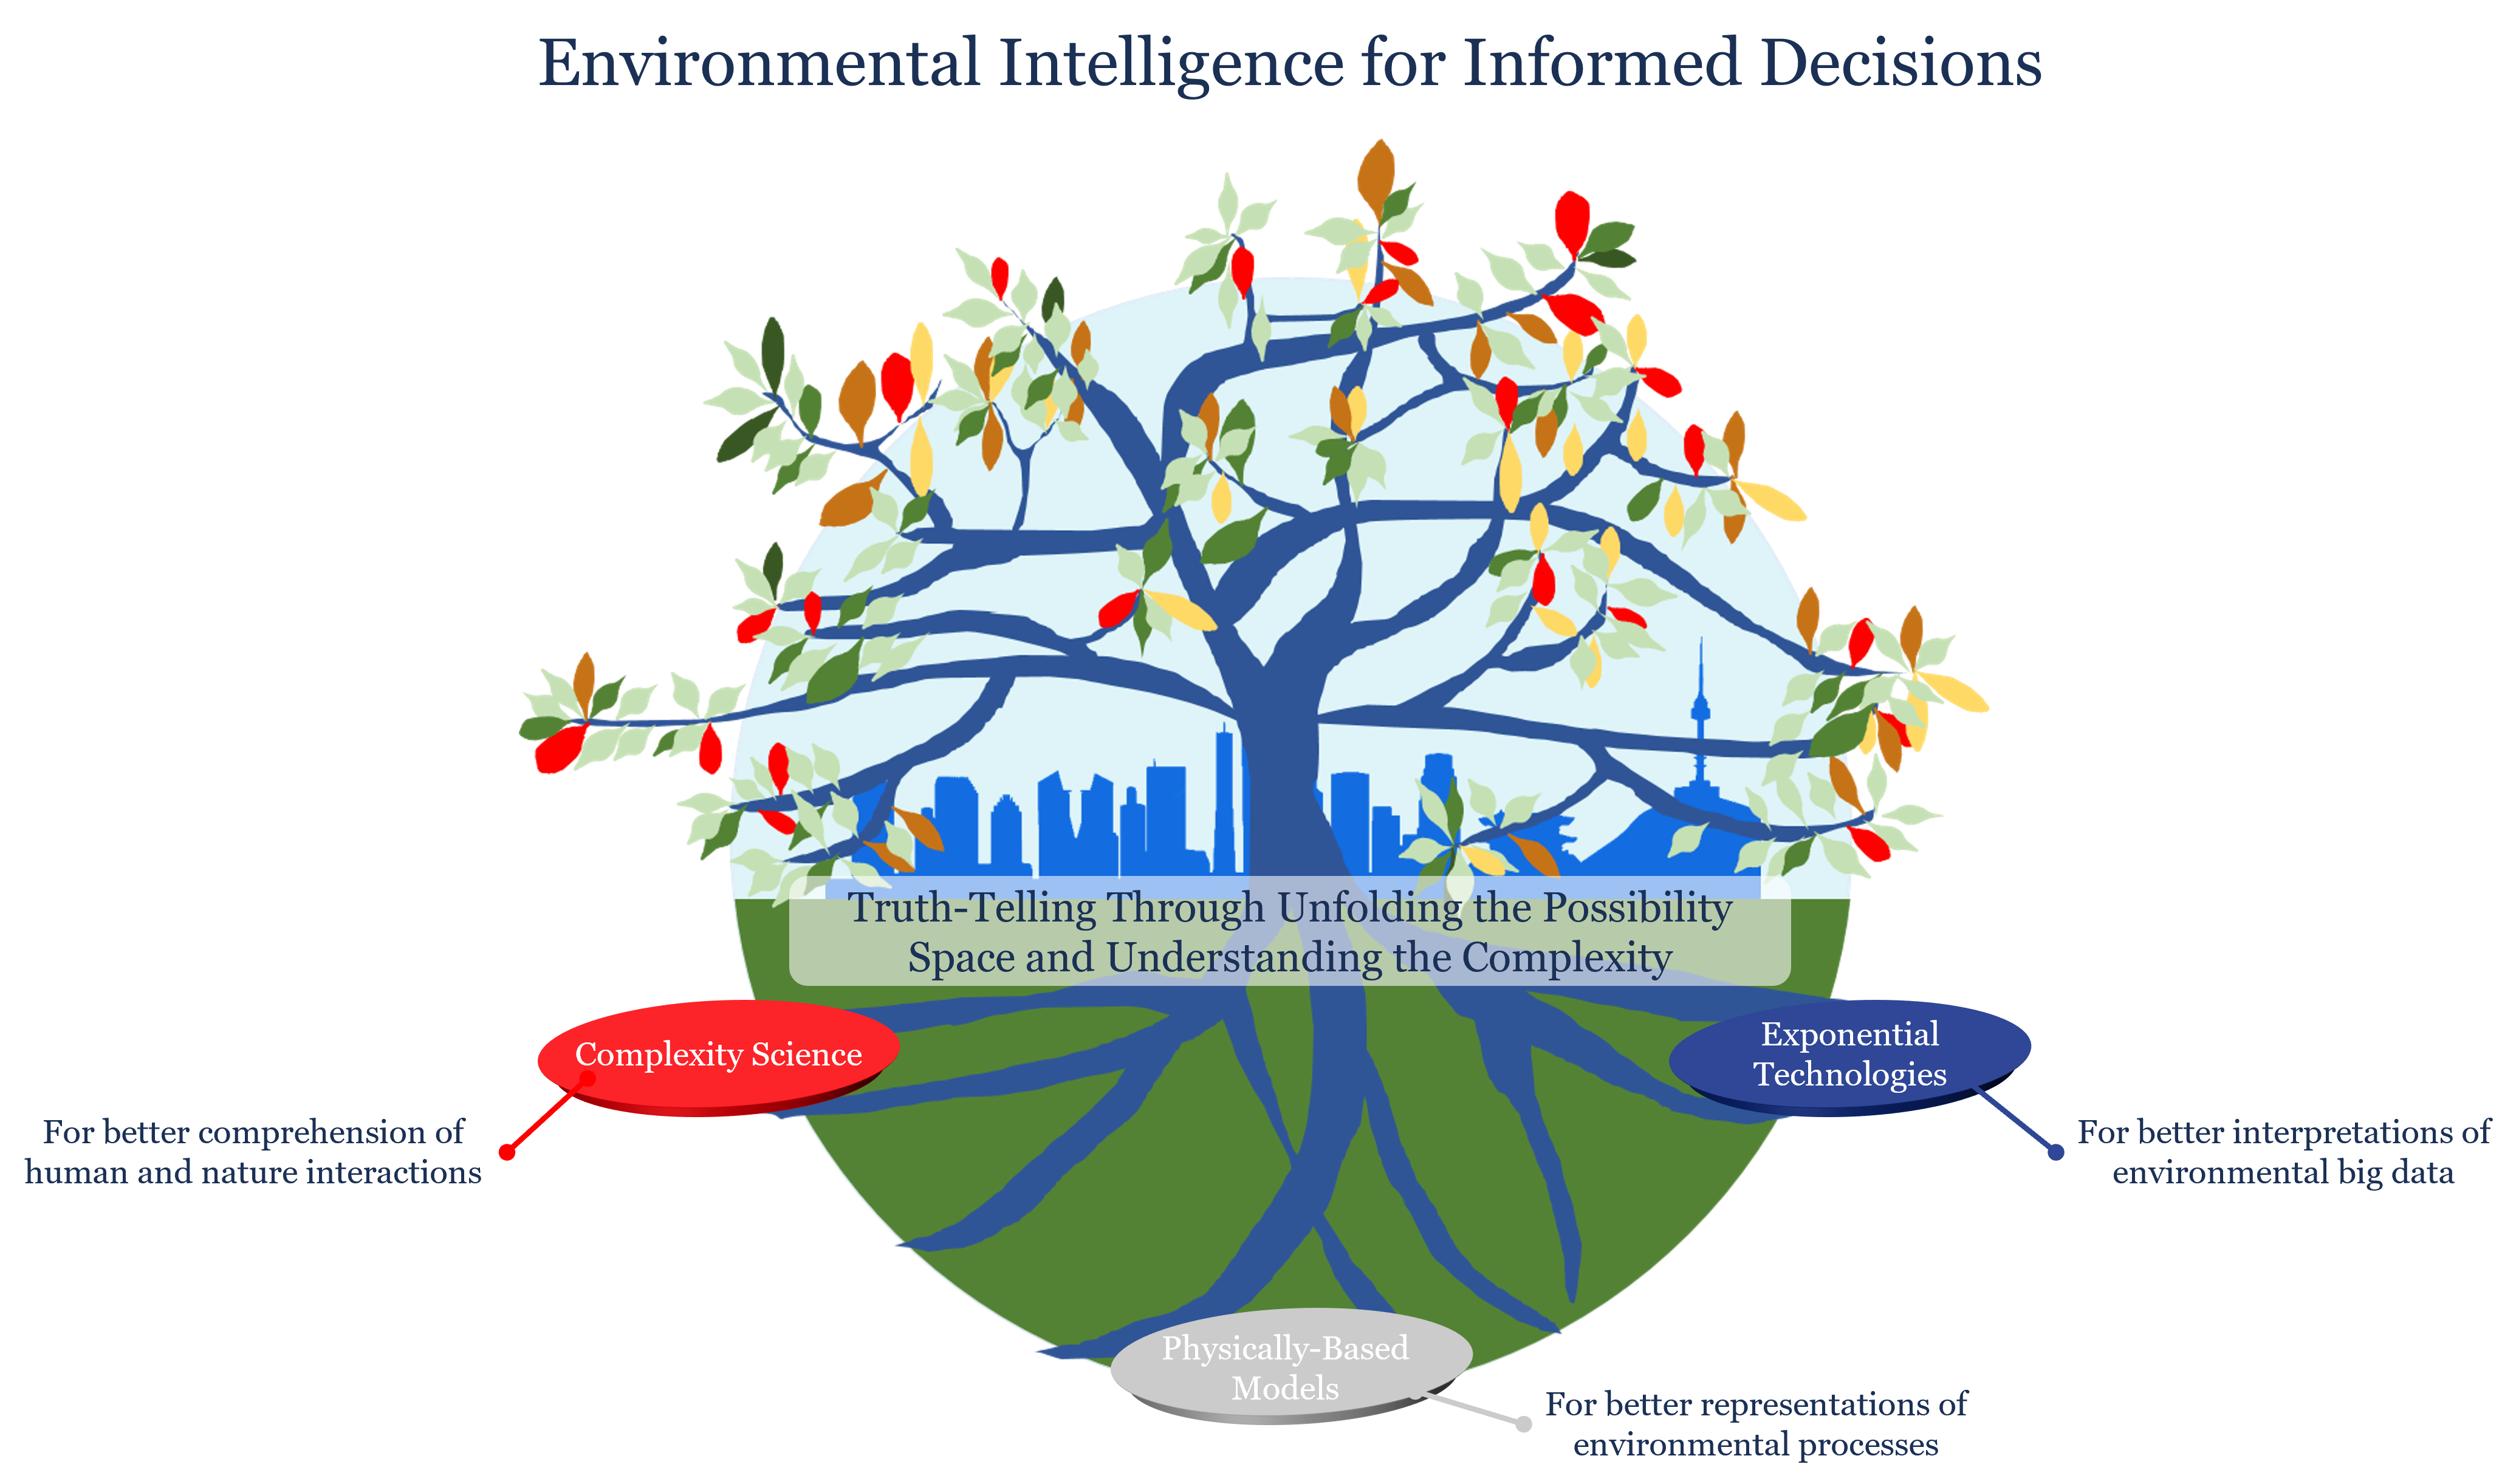 Environmental Intelligence for Informed Decisions
Truth-Telling Through Unfolding the Possibility
Space and Understanding the Complexity
Complexity Science
Exponential
Technologies
For better comprehension of
human and nature interactions
For better interpretations of
environmental big data
Physically-Based
Models
For better representations of
environmental processes